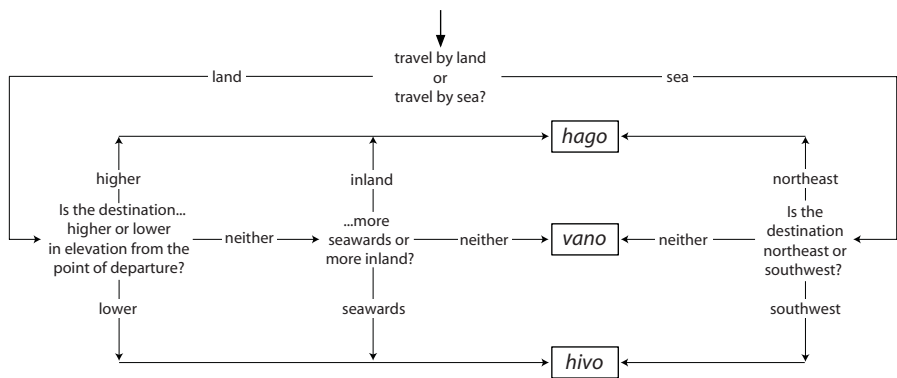 travel by land
or
travel by sea?
land
sea
hago
higher
inland
northeast
Is the destination...
higher or lower
in elevation from the
point of departure?
neither
...more
seawards or
more inland?
neither
vano
neither
Is the
destination
northeast or
southwest?
lower
seawards
southwest
hivo